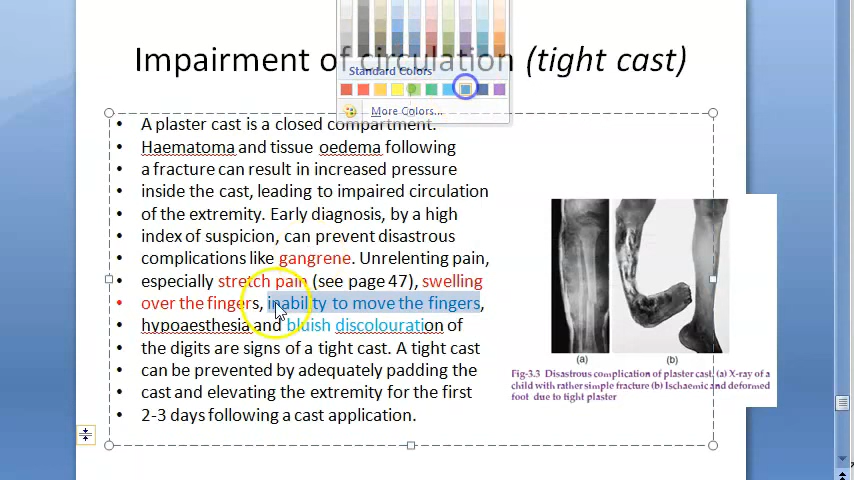 Impairment of circulation (tight cast)
Standard Colors
More Colors...
• A plaster cast is a closed compartment.
• Haematoma and tissue oedema following
• a fracture can result in increased pressure
• inside the cast, leading to impaired circulation
• of the extremity. Early diagnosis, by a high
• index of suspicion, can prevent disastrous
• complications like gangrene. Unrelenting pain,
• especially stretch pain (see page 47), swelling
• over the fingers, inability to move the fingers,
• hypoaesthesia and bluish discolouration of
• the digits are signs of a tight cast. A tight cast
• can be prevented by adequately padding the
• cast and elevating the extremity for the first
• 2-3 days following a cast application.
(a) (b)
Fig-3.3 Disastrous complication of plaster cast, (a) X-ray of a
child with rather simple fracture (b) Ischaemic and deformed
foot due to tight plaster